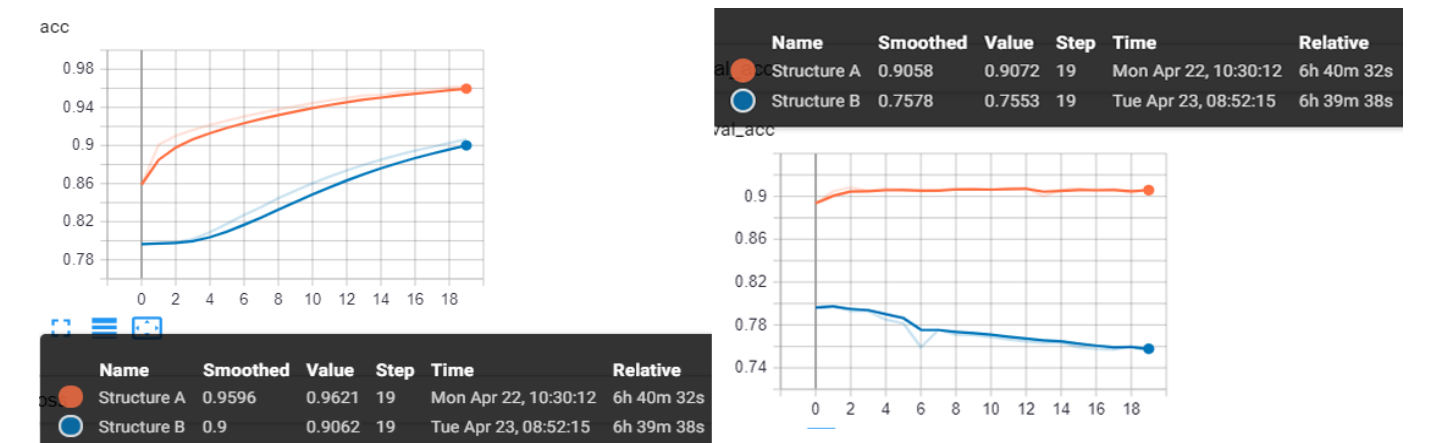 acc
0.98
0.94
0.9
0.86
0.82
0.78
0 2 4 6 8 10 12 14 16 18
Name Smoothed Value Step Time Relative
Structure A 0.9596 0.9621 19 Mon Apr 22, 10:30:12 6h 40m 32s
Structure B 0.9 0.9062 19 Tue Apr 23, 08:52:15 6h 39m 38s
Name Smoothed Value Step Time Relative
Structure A 0.9058 0.9072 19 Mon Apr 22, 10:30:12 6h 40m 32s
Structure B 0.7578 0.7553 19 Tue Apr 23, 08:52:15 6h 39m 38s
val_acc
0.9
0.86
0.82
0.78
0.74
0 2 4 6 8 10 12 14 16 18